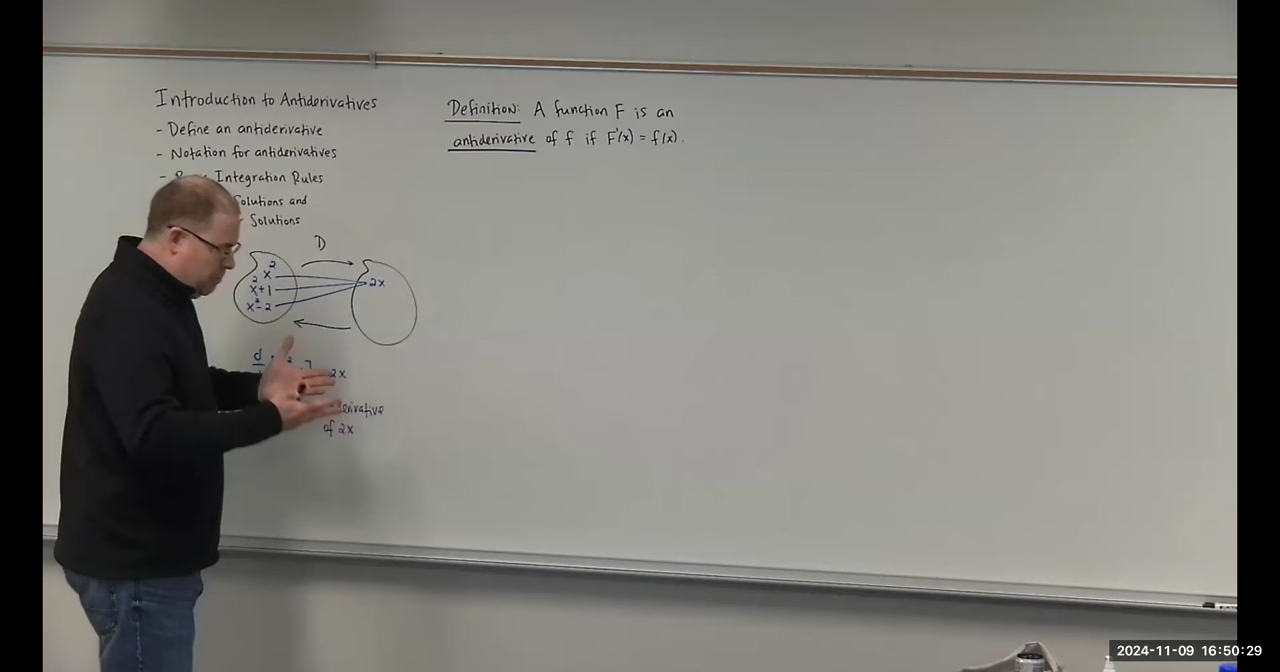 Introduction to Antiderivatives
- Define an antiderivative
- Notation for antiderivatives
- Integration Rules
Solutions and
Solutions
D
x²
x²+1
x²-2
2x
d
2x
of 2x
Definition: A function F is an
antiderivative of f if F'(x) = f(x).
2024-11-09 16:50:29